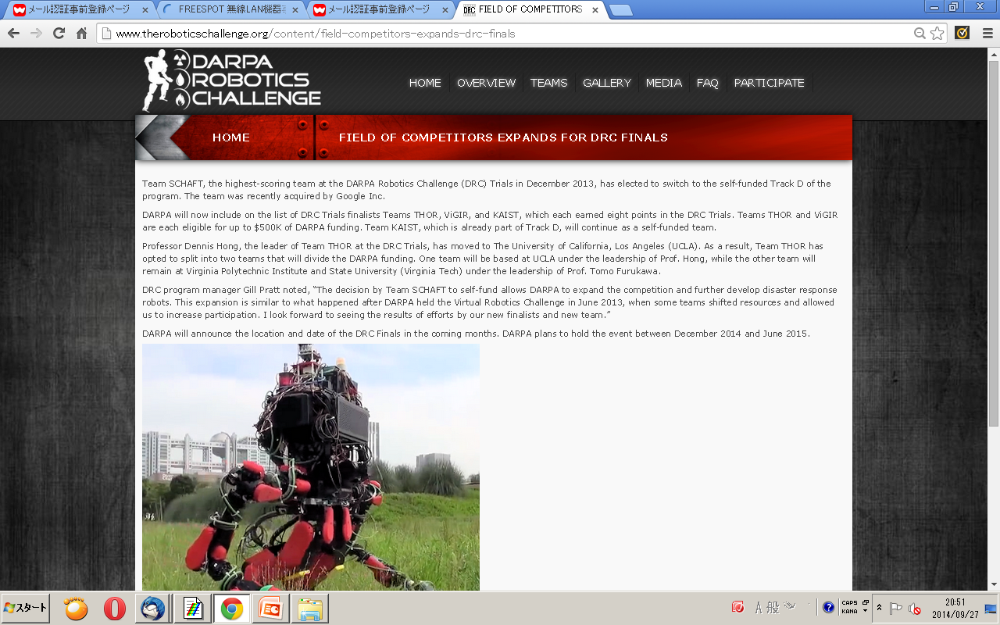 メール認証事前登録ページ
FREESPOT 無線LAN機器
メール認証事前登録ページ
DRC FIELD OF COMPETITORS
www.theroboticschallenge.org/content/field-competitors-expands-drc-finals
DARPA
ROBOTICS
CHALLENGE
HOME OVERVIEW TEAMS GALLERY MEDIA FAQ PARTICIPATE
HOME FIELD OF COMPETITORS EXPANDS FOR DRC FINALS
Team SCHAFT, the highest-scoring team at the DARPA Robotics Challenge (DRC) Trials in December 2013, has elected to switch to the self-funded Track D of the
program. The team was recently acquired by Google Inc.
DARPA will now include on the list of DRC Trials finalists Teams THOR, ViGIR, and KAIST, which each earned eight points in the DRC Trials. Teams THOR and ViGIR
are each eligible for up to $500K of DARPA funding. Team KAIST, which is already part of Track D, will continue as a self-funded team.
Professor Dennis Hong, the leader of Team THOR at the DRC Trials, has moved to The University of California, Los Angeles (UCLA). As a result, Team THOR has
opted to split into two teams that will divide the DARPA funding. One team will be based at UCLA under the leadership of Prof. Hong, while the other team will
remain at Virginia Polytechnic Institute and State University (Virginia Tech) under the leadership of Prof. Tomo Furukawa.
DRC program manager Gill Pratt noted, “The decision by Team SCHAFT to self-fund allows DARPA to expand the competition and further develop disaster response
robots. This expansion is similar to what happened after DARPA held the Virtual Robotics Challenge in June 2013, when some teams shifted resources and allowed
us to increase participation. I look forward to seeing the results of efforts by our new finalists and new team.”
DARPA will announce the location and date of the DRC Finals in the coming months. DARPA plans to hold the event between December 2014 and June 2015.
スタート
A 般
CAPS
KANA
20:51
2014/09/27